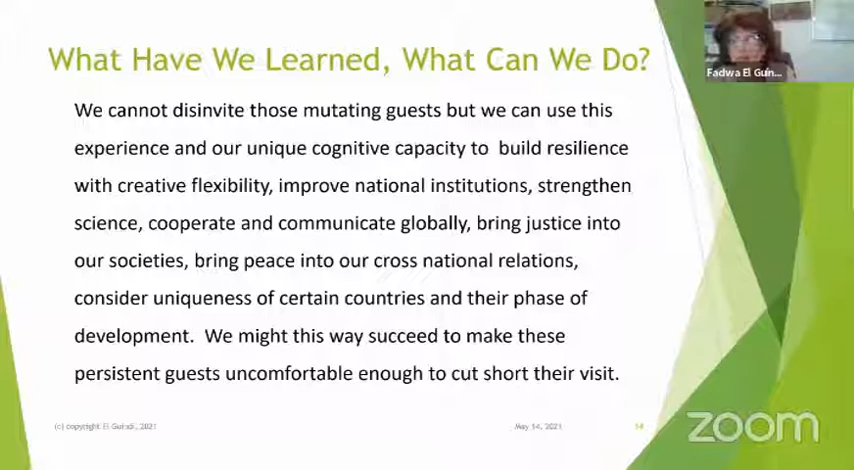 What Have We Learned, What Can We Do?
We cannot disinvite those mutating guests but we can use this
experience and our unique cognitive capacity to  build resilience
with creative flexibility, improve national institutions, strengthen
science, cooperate and communicate globally, bring justice into
our societies, bring peace into our cross national relations,
consider uniqueness of certain countries and their phase of
development.  We might this way succeed to make these
persistent guests uncomfortable enough to cut short their visit.
(c) copyright El Guindi, 2021
May 14, 2021
14
Fadwa El Guin...
zoom